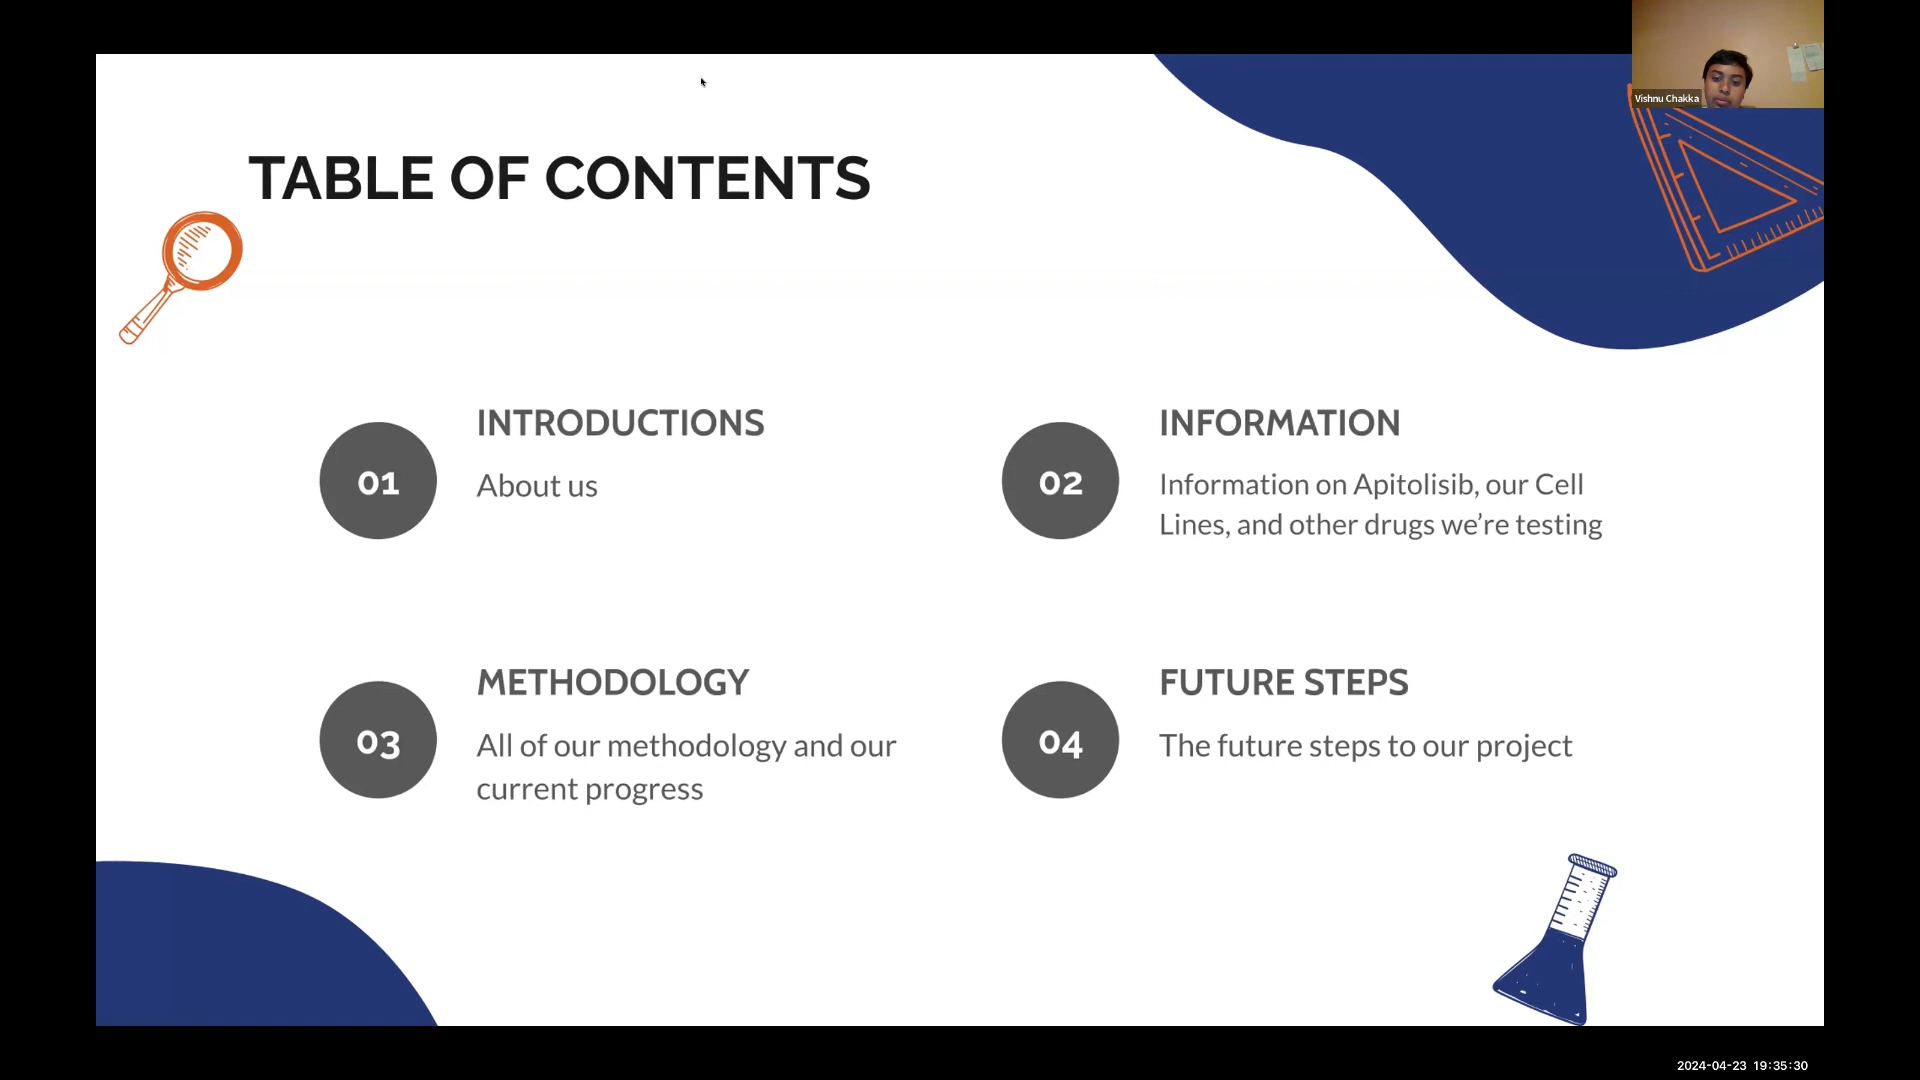 Vishnu Chakka
TABLE OF CONTENTS
01
INTRODUCTIONS
About us
02
INFORMATION
Information on Apitolisib, our Cell
Lines, and other drugs we’re testing
03
METHODOLOGY
All of our methodology and our
current progress
04
FUTURE STEPS
The future steps to our project
2024-04-23 19:35:30